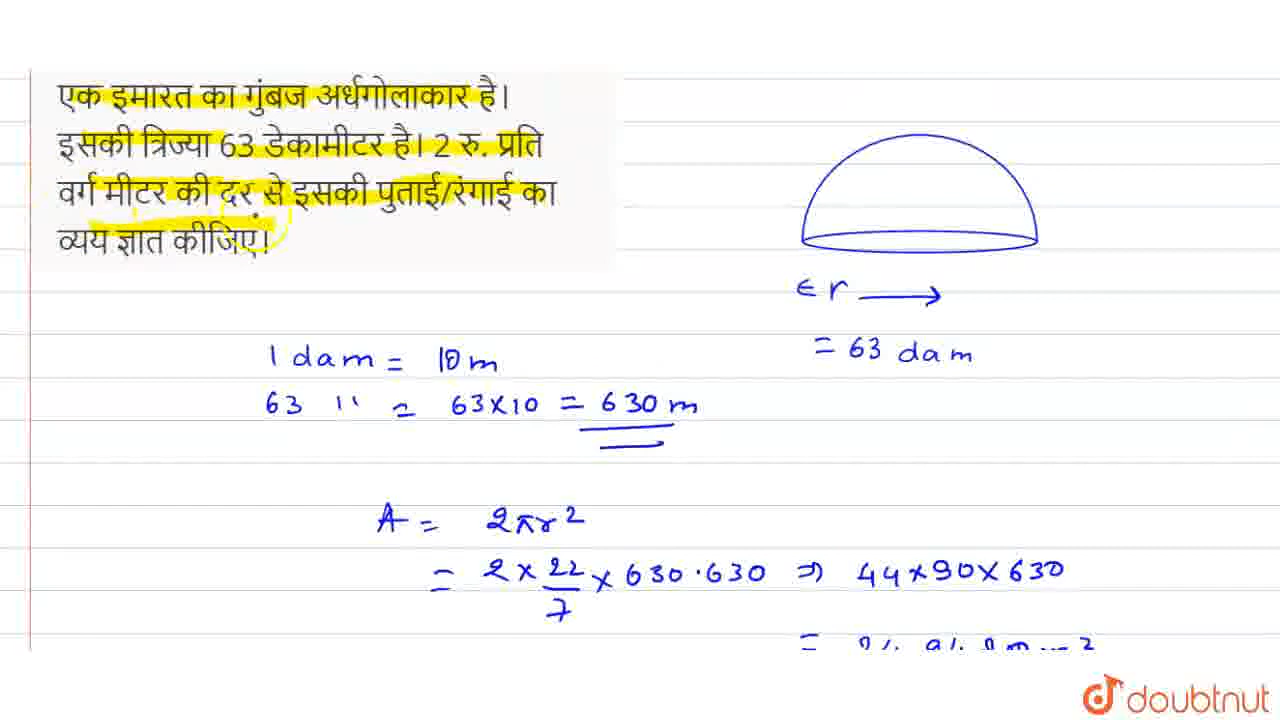 एक इमारत का गुंबज अर्धगोलाकार है।
इसकी त्रिज्या 63 डेकामीटर है। 2 रु. प्रति
वर्ग मीटर की दर से इसकी पुताई/रंगाई का
व्यय ज्ञात कीजिए।
∈ r ⟶
= 63 dam
1 dam = 10 m
63 '' = 63×10 = 630 m
A = 2πr²
= 2 × 22/7 × 630·630 ⇒ 44×90×630
=
doubtnut